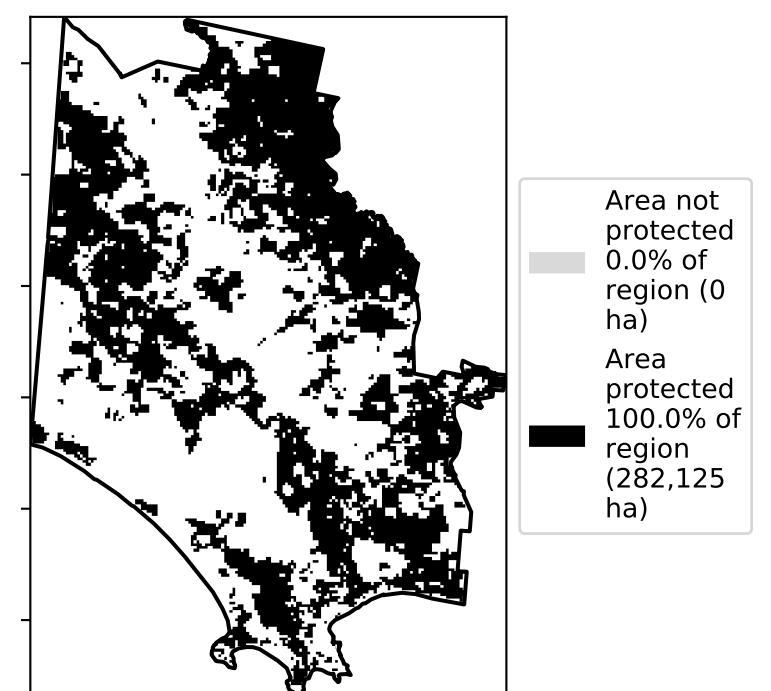 Area not
protected
0.0% of
region (0
ha)
Area
protected
100.0% of
region
(282,125
ha)